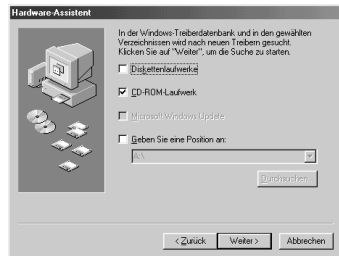 Hardware-Assistent
In der Windows-Treiberdatenbank und in den gewählten
Verzeichnissen wird nach neuen Treibern gesucht.
Klicken Sie auf "Weiter", um die Suche zu starten.
Diskettenlaufwerke
CD-ROM-Laufwerk
Microsoft Windows Update
Geben Sie eine Position an:
A:\
Durchsuchen...
< Zurück Weiter > Abbrechen